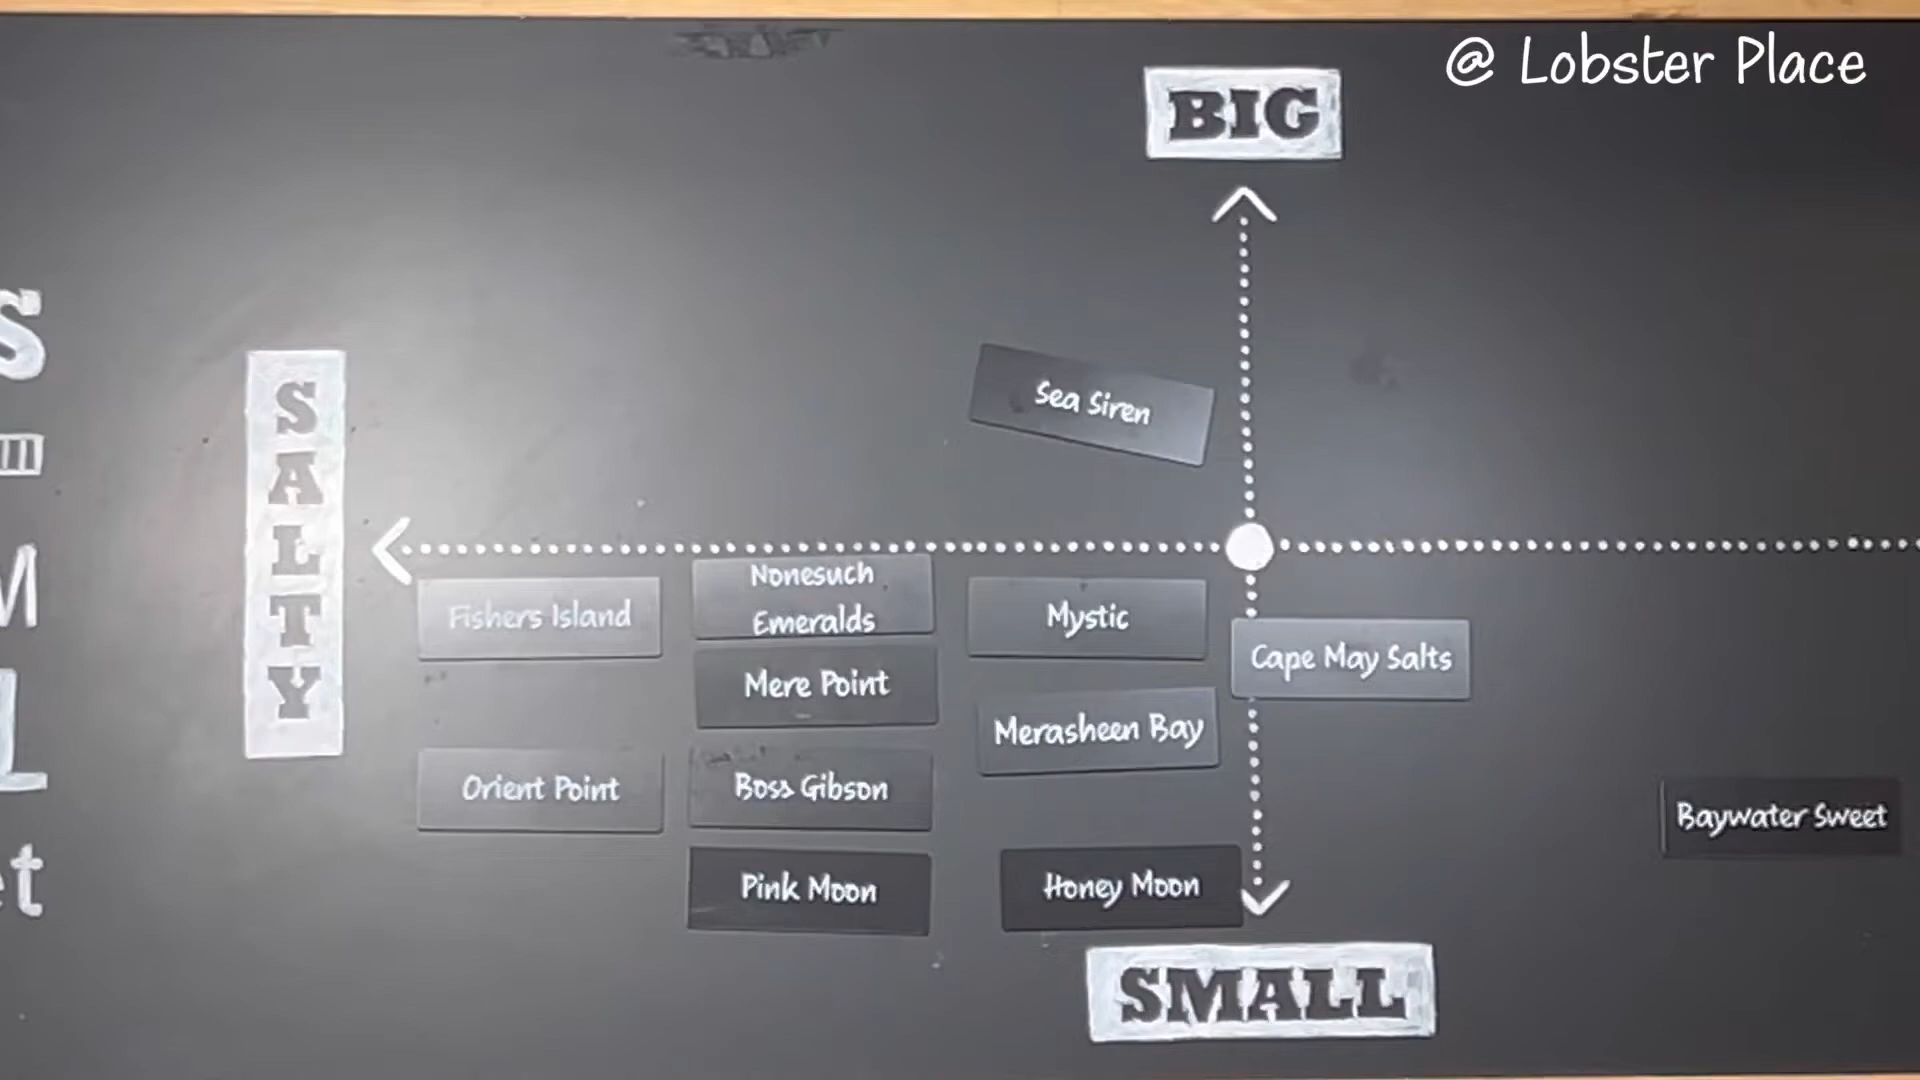 @ Lobster Place
BIG
SALTY
Sea Siren
Fishers Island
Nonesuch
Emeralds
Mystic
Mere Point
Cape May Salts
Merasheen Bay
Orient Point
Boss Gibson
Baywater Sweet
Pink Moon
Honey Moon
SMALL